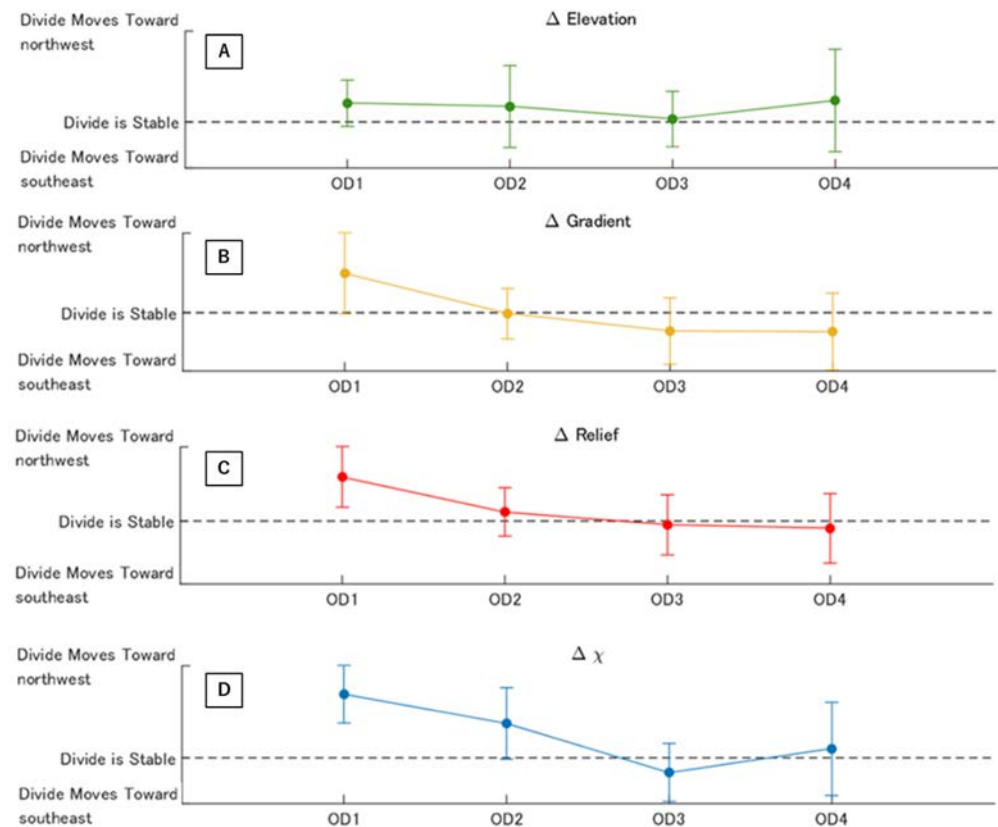 Divide Moves Toward
northwest
Δ Elevation
A
Divide is Stable
Divide Moves Toward
southeast
OD1 OD2 OD3 OD4
Divide Moves Toward
northwest
Δ Gradient
B
Divide is Stable
Divide Moves Toward
southeast
OD1 OD2 OD3 OD4
Divide Moves Toward
northwest
Δ Relief
C
Divide is Stable
Divide Moves Toward
southeast
OD1 OD2 OD3 OD4
Divide Moves Toward
northwest
Δ χ
D
Divide is Stable
Divide Moves Toward
southeast
OD1 OD2 OD3 OD4